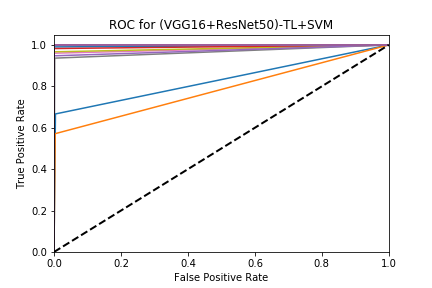 ROC for (VGG16+ResNet50)-TL+SVM
True Positive Rate
1.0
0.8
0.6
0.4
0.2
0.0
0.0 0.2 0.4 0.6 0.8 1.0
False Positive Rate